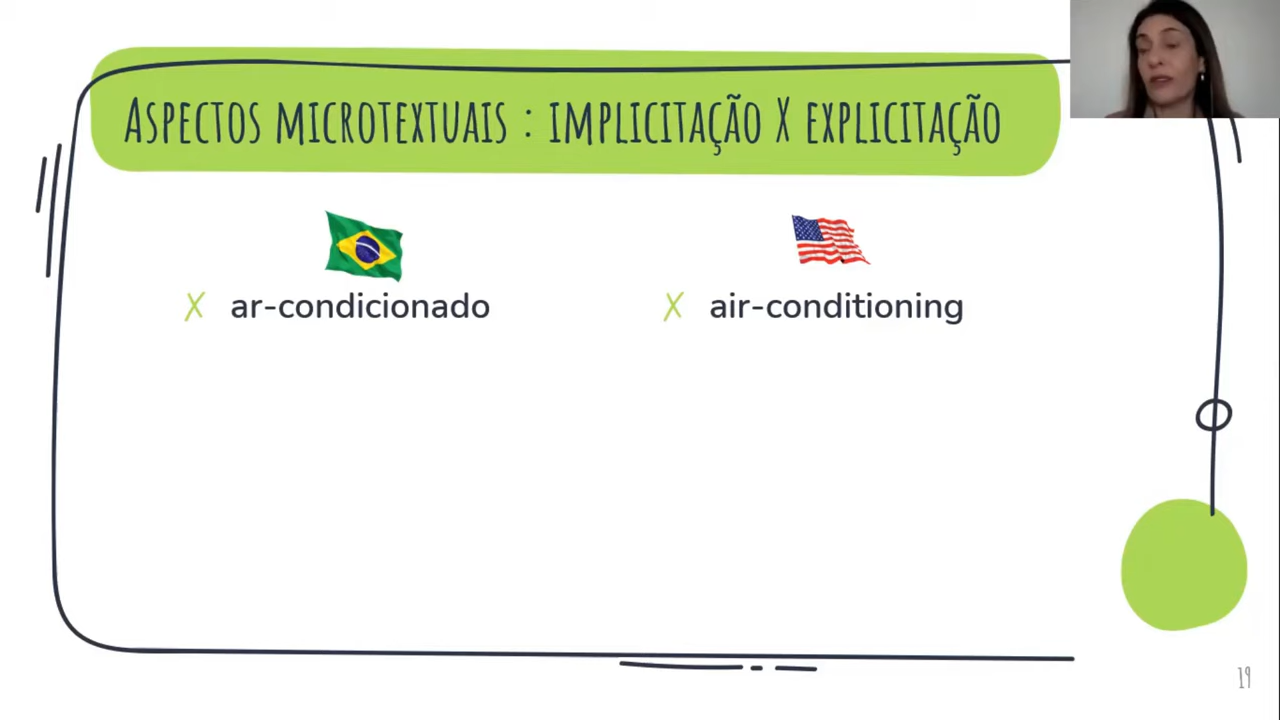 Aspectos microtextuais : implicitação X explicitação
X ar-condicionado
X air-conditioning
19